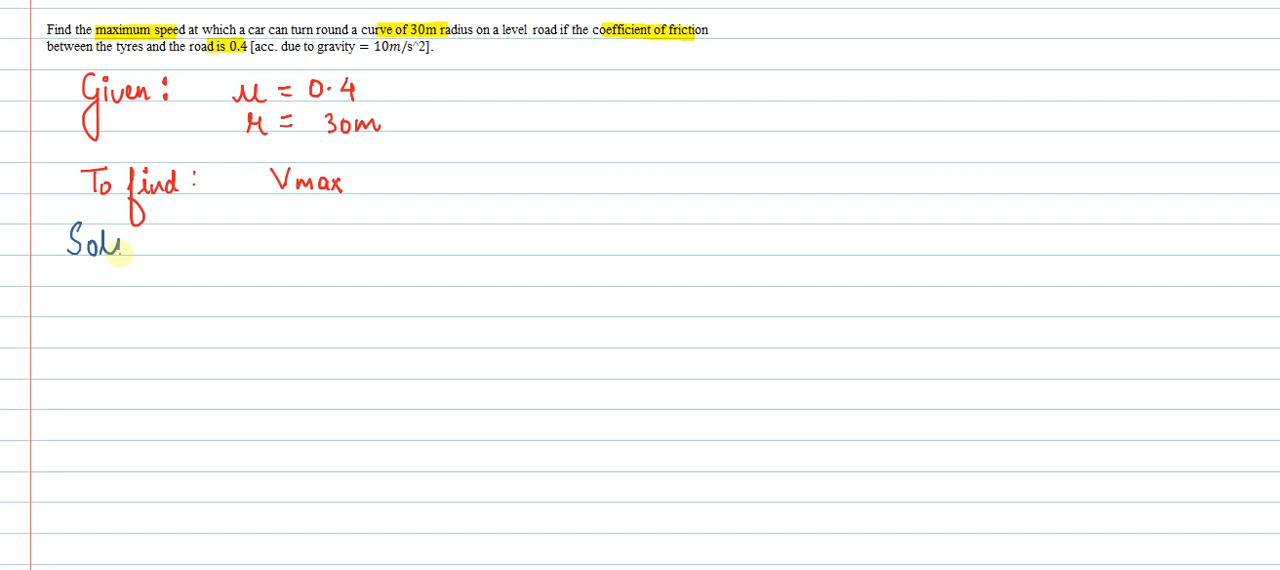 Find the maximum speed at which a car can turn round a curve of 30m radius on a level road if the coefficient of friction
between the tyres and the road is 0.4 [acc. due to gravity = 10m/s^2].
Given: μ = 0.4
r = 30m
To find: Vmax
Solu